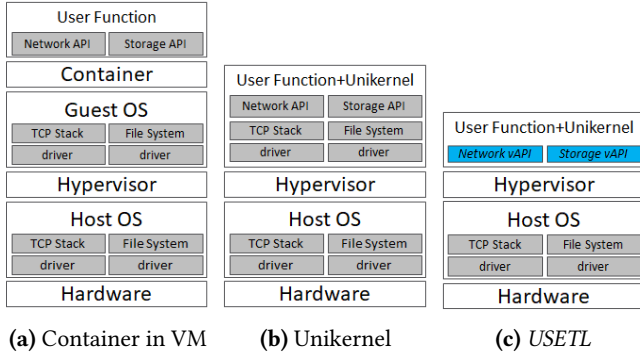 User Function
Network API Storage API
Container
Guest OS
TCP Stack File System
driver driver
Hypervisor
Host OS
TCP Stack File System
driver driver
Hardware
(a) Container in VM
User Function+Unikernel
Network API Storage API
TCP Stack File System
driver driver
Hypervisor
Host OS
TCP Stack File System
driver driver
Hardware
(b) Unikernel
User Function+Unikernel
Network vAPI Storage vAPI
Hypervisor
Host OS
TCP Stack File System
driver driver
Hardware
(c) USETL